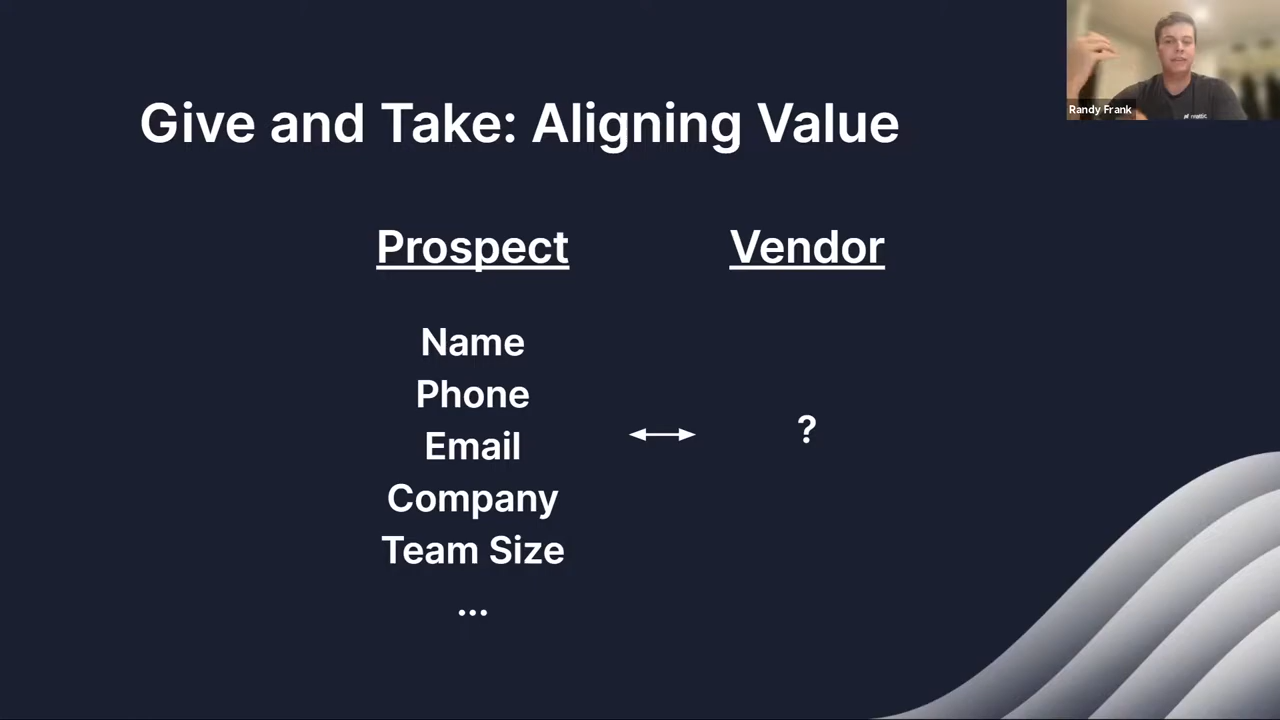 Give and Take: Aligning Value
Randy Frank
Prospect
Vendor
Name
Phone
Email
Company
Team Size
...
?